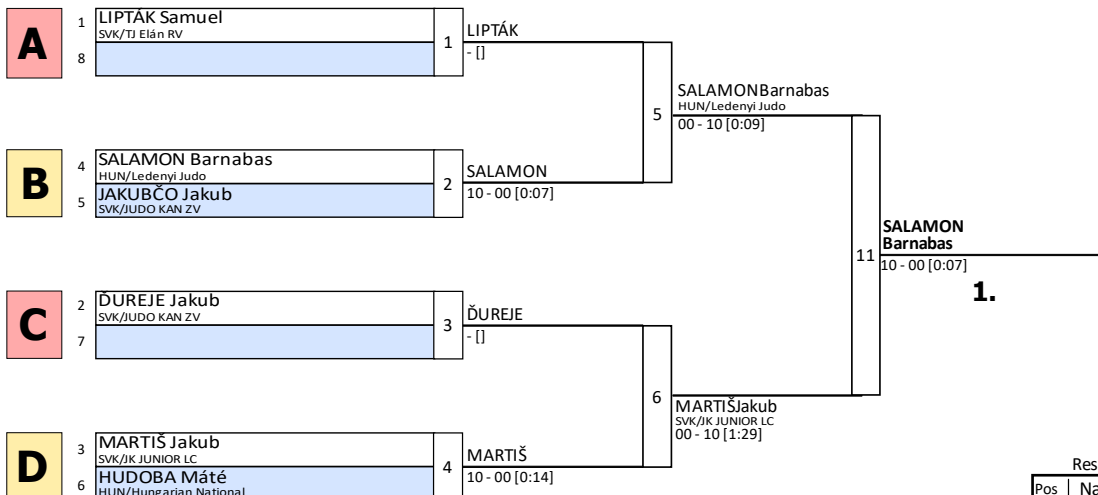 A
1
LIPTÁK Samuel
SVK/TJ Elán RV
8
1
LIPTÁK
- []
B
4
SALAMON Barnabas
HUN/Ledenyi Judo
5
JAKUBČO Jakub
SVK/JUDO KAN ZV
2
SALAMON
10 - 00 [0:07]
5
SALAMONBarnabas
HUN/Ledenyi Judo
00 - 10 [0:09]
C
2
ĎUREJE Jakub
SVK/JUDO KAN ZV
7
3
ĎUREJE
- []
D
3
MARTIŠ Jakub
SVK/JK JUNIOR LC
6
HUDOBA Máté
HUN/Hungarian National
4
MARTIŠ
10 - 00 [0:14]
6
MARTIŠJakub
SVK/JK JUNIOR LC
00 - 10 [1:29]
11
SALAMON
Barnabas
10 - 00 [0:07]
1.
Res
Pos Na